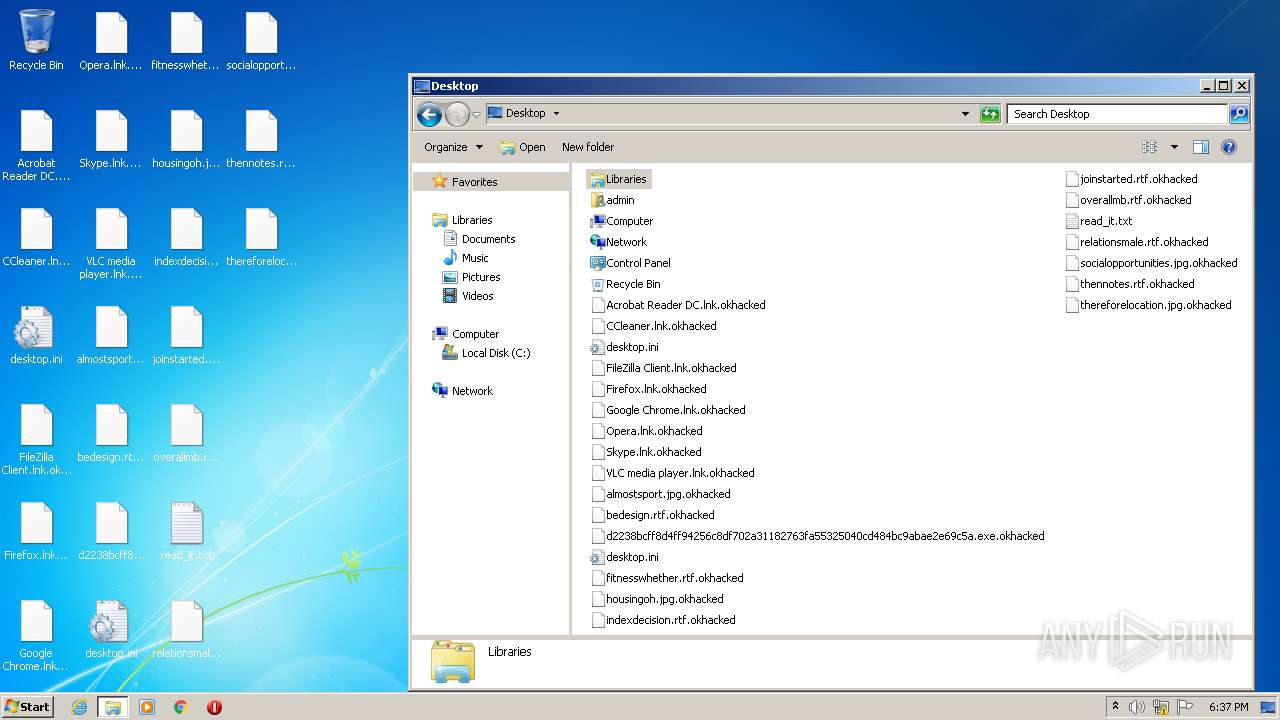 Recycle Bin
Opera.lnk....
fitnesswhet...
socialopport...
Acrobat
Reader DC....
Skype.lnk....
housingoh.j...
thennotes.r...
CCleaner.ln...
VLC media
player.lnk....
indexdecisi...
thereforeloc...
desktop.ini
almostsport...
joinstarted....
FileZilla
Client.lnk.ok...
bedesign.rt...
overallmb.r...
Firefox.lnk...
d2238bcff8...
read_it.txt
Google
Chrome.lnk...
desktop.ini
relationsmal...
Desktop
Desktop
Search Desktop
Organize
Open
New folder
Favorites
Libraries
Documents
Music
Pictures
Videos
Computer
Local Disk (C:)
Network
Libraries
admin
Computer
Network
Control Panel
Recycle Bin
Acrobat Reader DC.lnk.okhacked
CCleaner.lnk.okhacked
desktop.ini
FileZilla Client.lnk.okhacked
Firefox.lnk.okhacked
Google Chrome.lnk.okhacked
Opera.lnk.okhacked
Skype.lnk.okhacked
VLC media player.lnk.okhacked
almostsport.jpg.okhacked
bedesign.rtf.okhacked
desktop.ini
fitnesswhether.rtf.okhacked
housingoh.jpg.okhacked
indexdecision.rtf.okhacked
joinstarted.rtf.okhacked
overallmb.rtf.okhacked
read_it.txt
relationsmale.rtf.okhacked
socialopportunities.jpg.okhacked
thennotes.rtf.okhacked
thereforelocation.jpg.okhacked
Libraries
ANY RUN
Start
6:37 PM